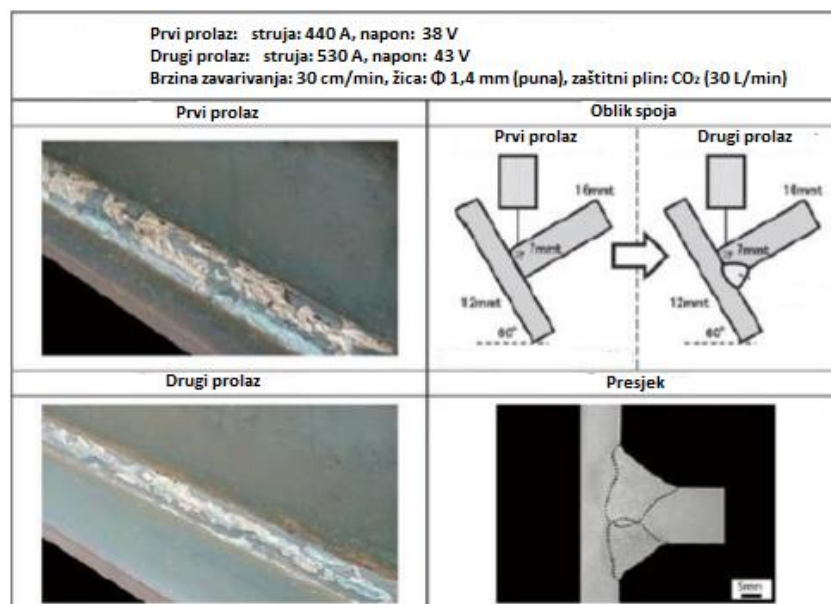 Prvi prolaz: struja: 440 A, napon: 38 V
Drugi prolaz: struja: 530 A, napon: 43 V
Brzina zavarivanja: 30 cm/min, žica: Φ 1,4 mm (puna), zaštitni plin: CO₂ (30 L/min)
Prvi prolaz
Oblik spoja
Prvi prolaz
Drugi prolaz
16mmt
7mmt
12mmt
60°
16mmt
7mmt
12mmt
60°
Drugi prolaz
Presjek
5mm